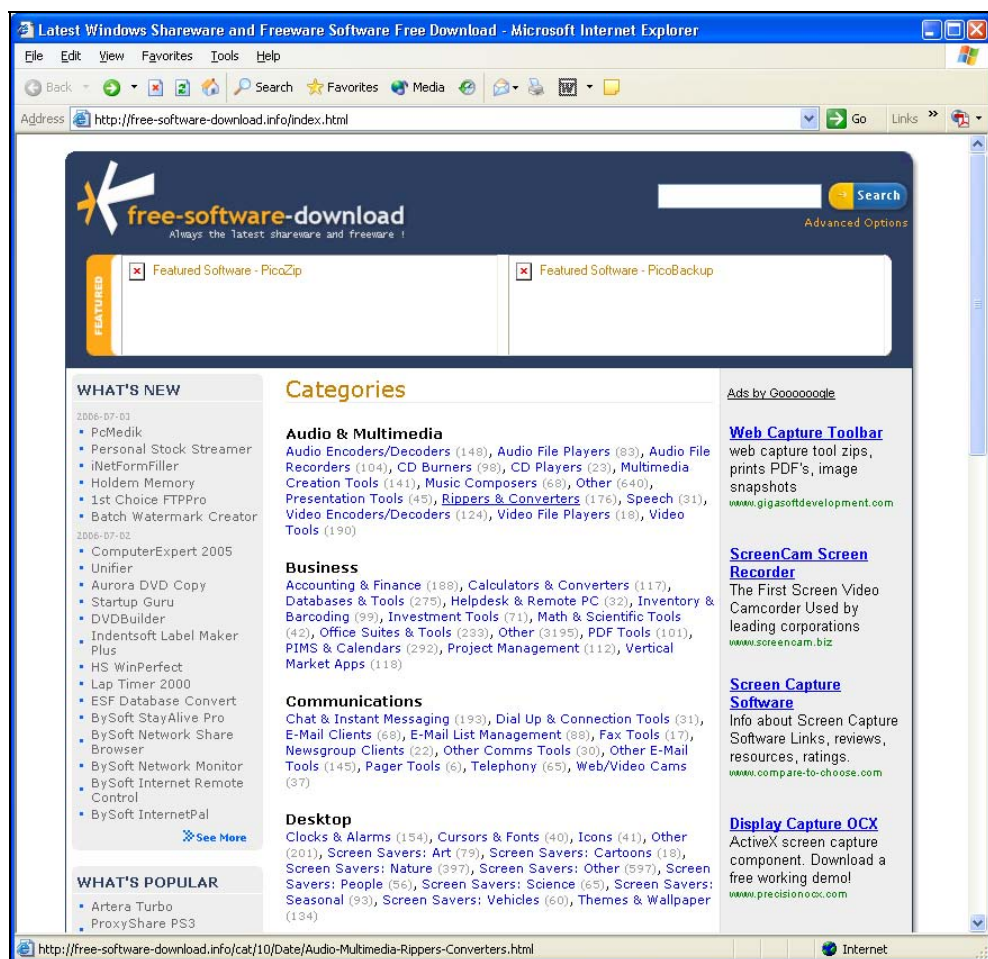 Latest Windows Shareware and Freeware Software Free Download - Microsoft Internet Explorer
File Edit View Favorites Tools Help
Back Search Favorites Media
Address http://free-software-download.info/index.html Go Links »
free-software-download
Always the latest shareware and freeware !
Search
Advanced Options
FEATURED
Featured Software - PicoZip
Featured Software - PicoBackup
WHAT'S NEW
2006-07-03
PcMedik
Personal Stock Streamer
iNetFormFiller
Holdem Memory
1st Choice FTPPro
Batch Watermark Creator
2006-07-02
ComputerExpert 2005
Unifier
Aurora DVD Copy
Startup Guru
DVDBuilder
Indentsoft Label Maker
Plus
HS WinPerfect
Lap Timer 2000
ESF Database Convert
BySoft StayAlive Pro
BySoft Network Share
Browser
BySoft Network Monitor
BySoft Internet Remote
Control
BySoft InternetPal
See More
WHAT'S POPULAR
Artera Turbo
ProxyShare PS3
Categories
Audio & Multimedia
Audio Encoders/Decoders (148), Audio File Players (83), Audio File
Recorders (104), CD Burners (98), CD Players (23), Multimedia
Creation Tools (141), Music Composers (68), Other (640),
Presentation Tools (45), Rippers & Converters (176), Speech (31),
Video Encoders/Decoders (124), Video File Players (18), Video
Tools (190)
Business
Accounting & Finance (188), Calculators & Converters (117),
Databases & Tools (275), Helpdesk & Remote PC (32), Inventory &
Barcoding (99), Investment Tools (71), Math & Scientific Tools
(42), Office Suites & Tools (233), Other (3195), PDF Tools (101),
PIMS & Calendars (292), Project Management (112), Vertical
Market Apps (118)
Communications
Chat & Instant Messaging (193), Dial Up & Connection Tools (31),
E-Mail Clients (68), E-Mail List Management (88), Fax Tools (17),
Newsgroup Clients (22), Other Comms Tools (30), Other E-Mail
Tools (145), Pager Tools (6), Telephony (65), Web/Video Cams
(37)
Desktop
Clocks & Alarms (154), Cursors & Fonts (40), Icons (41), Other
(201), Screen Savers: Art (79), Screen Savers: Cartoons (18),
Screen Savers: Nature (397), Screen Savers: Other (597), Screen
Savers: People (56), Screen Savers: Science (65), Screen Savers:
Seasonal (93), Screen Savers: Vehicles (60), Themes & Wallpaper
(134)
Ads by Goooooogle
Web Capture Toolbar
web capture tool zips,
prints PDF's, image
snapshots
www.gigasoftdevelopment.com
ScreenCam Screen
Recorder
The First Screen Video
Camcorder Used by
leading corporations
www.screencam.biz
Screen Capture
Software
Info about Screen Capture
Software Links, reviews,
resources, ratings.
www.compare-to-choose.com
Display Capture OCX
ActiveX screen capture
component. Download a
free working demo!
www.precisionocx.com
http://free-software-download.info/cat/10/Date/Audio-Multimedia-Rippers-Converters.html Internet